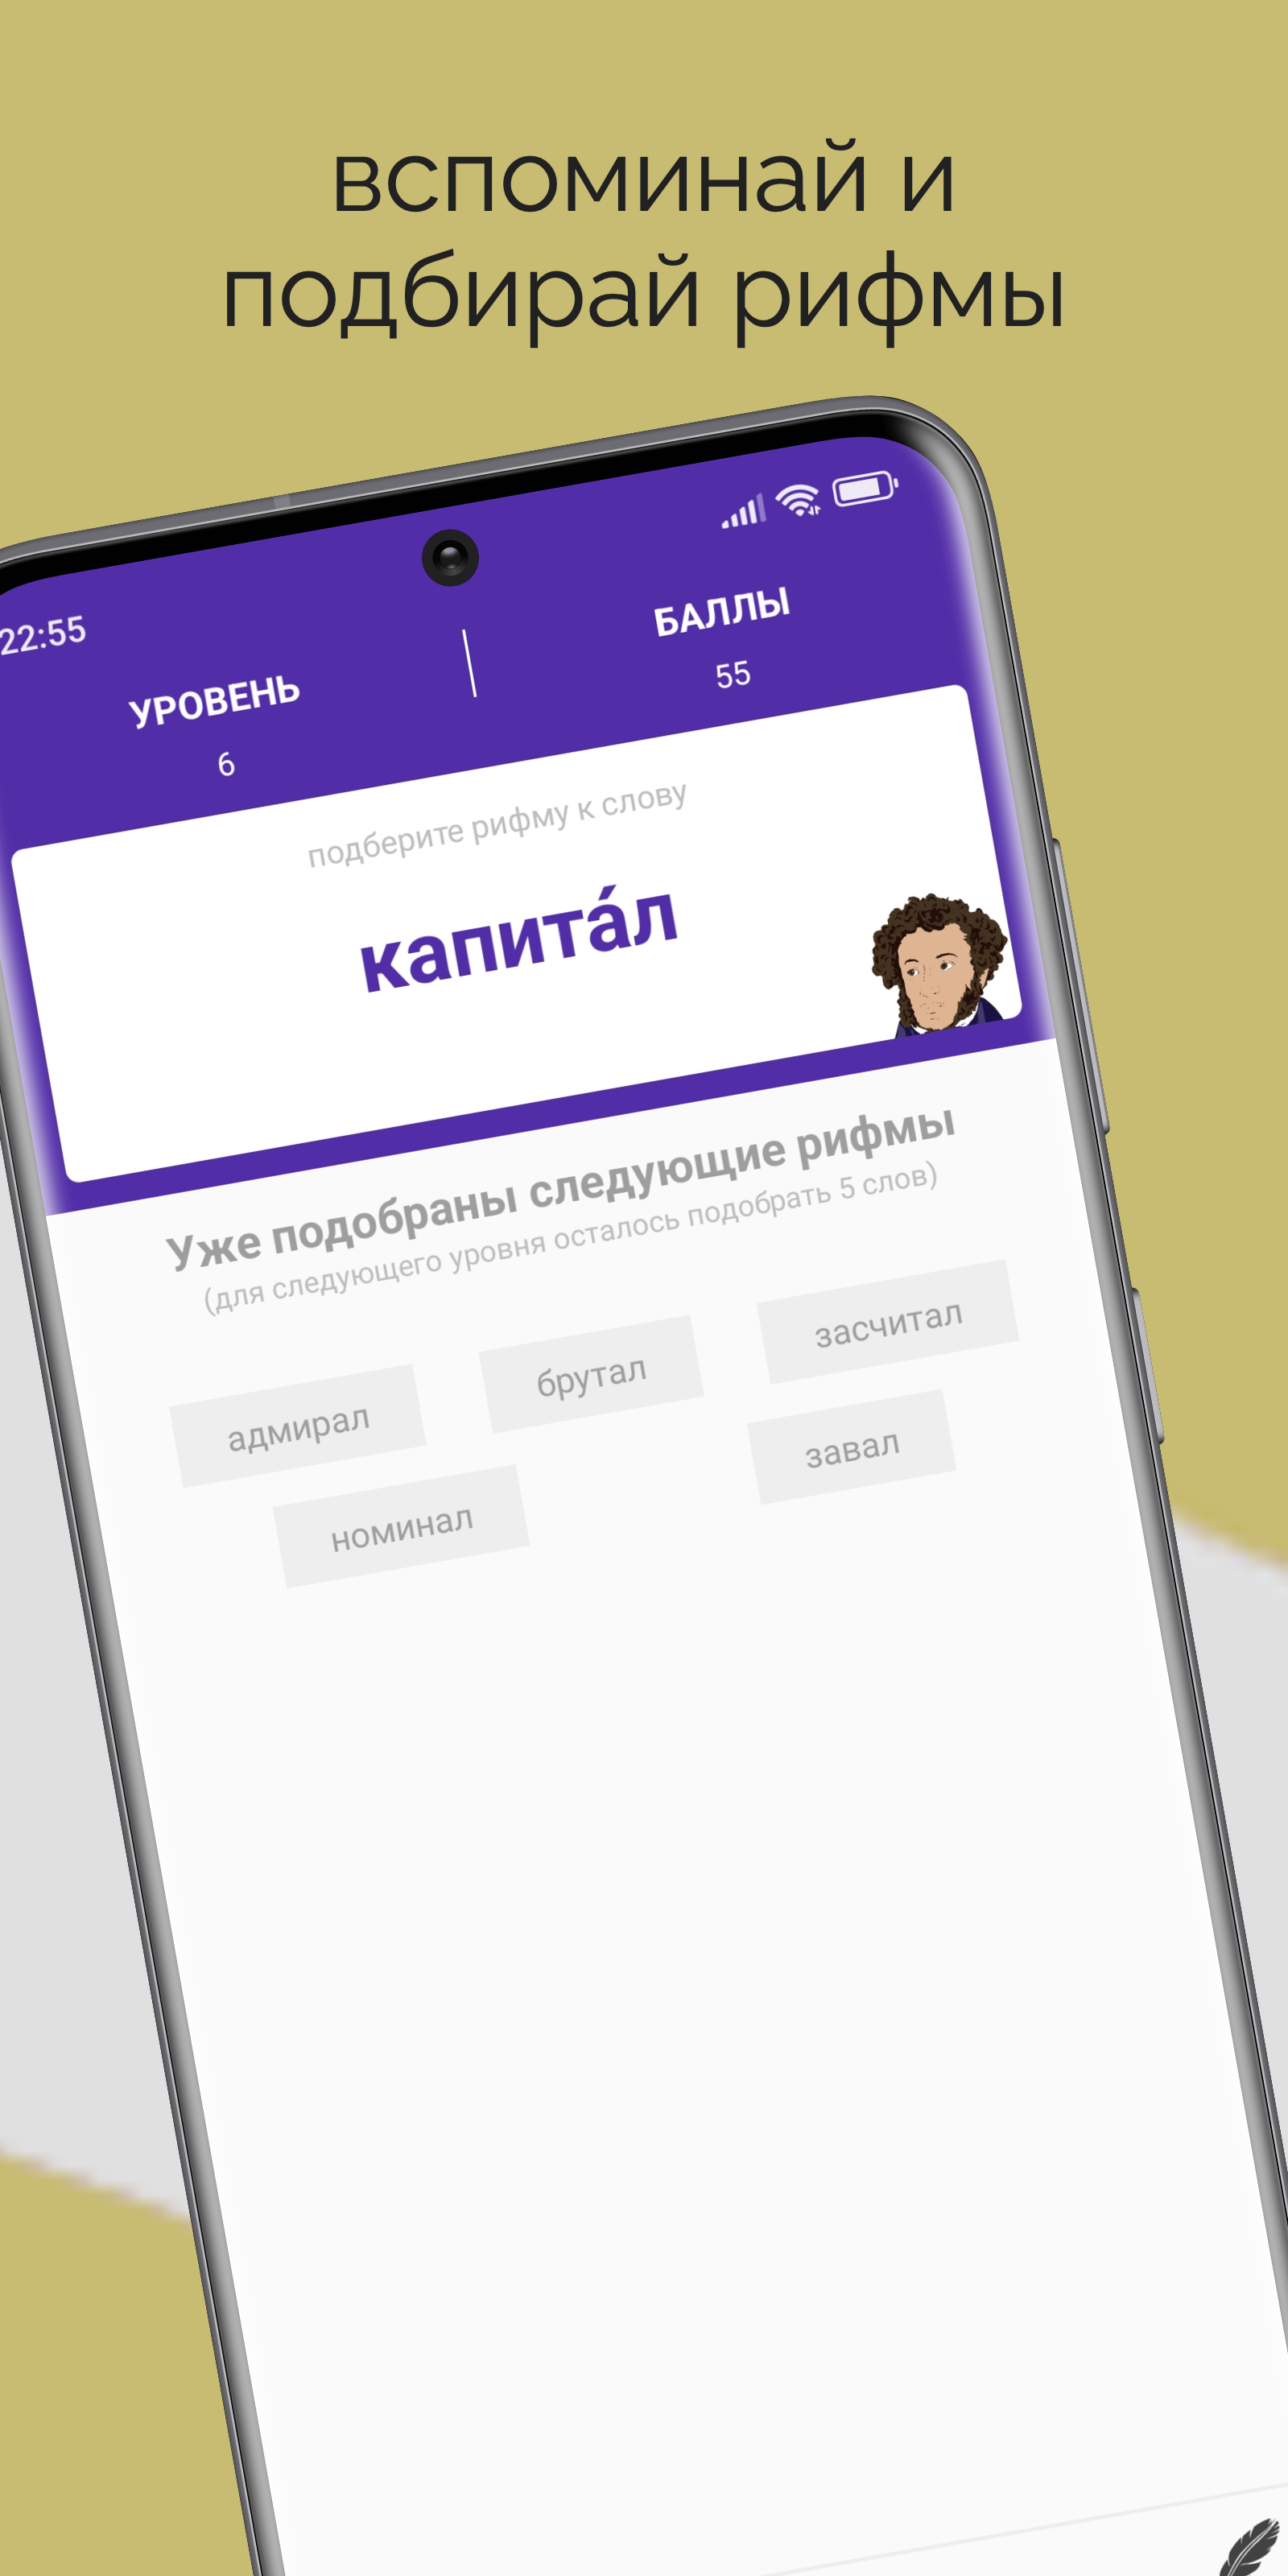 вспоминай и
подбирай рифмы
22:55
УРОВЕНЬ
6
БАЛЛЫ
55
подберите рифму к слову
капита́л
Уже подобраны следующие рифмы
(для следующего уровня осталось подобрать 5 слов)
адмирал
брутал
засчитал
номинал
завал